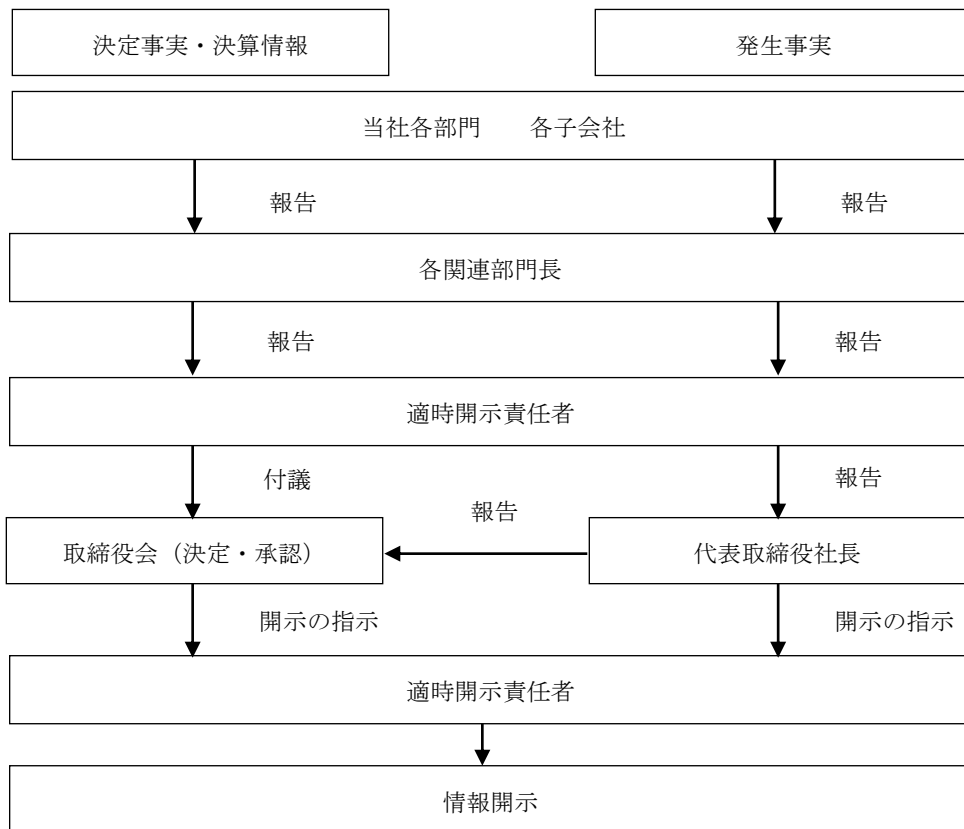 決定事実・決算情報
発生事実
当社各部門　　各子会社
報告
報告
各関連部門長
報告
報告
適時開示責任者
付議
報告
報告
取締役会（決定・承認）
代表取締役社長
開示の指示
開示の指示
適時開示責任者
情報開示